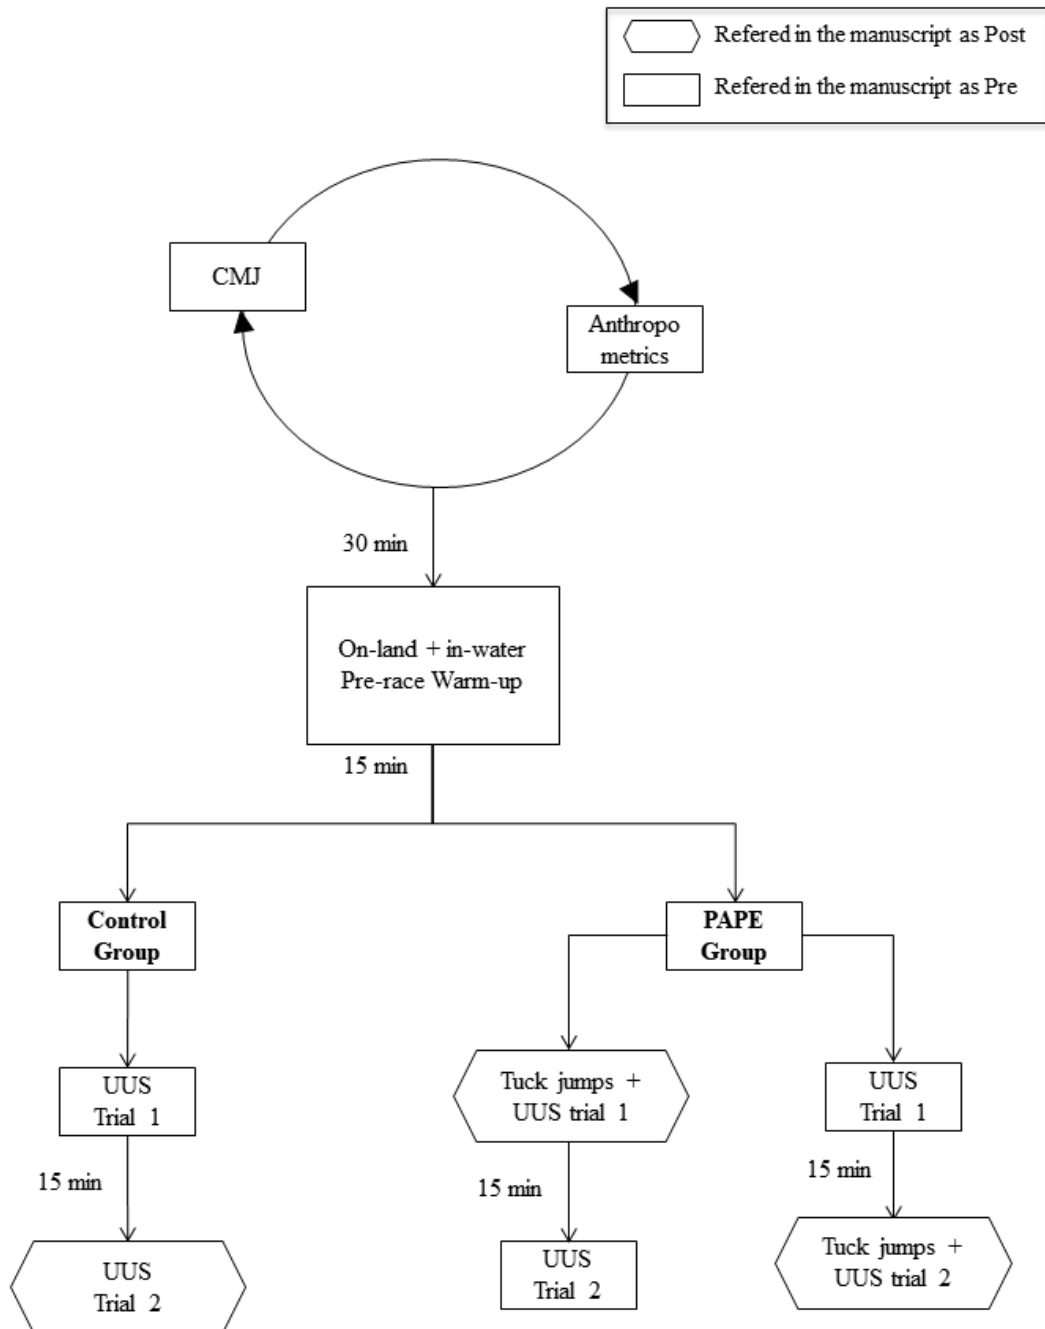 Refered in the manuscript as Post
Refered in the manuscript as Pre
CMJ
Anthropo
metrics
30 min
On-land + in-water
Pre-race Warm-up
15 min
Control
Group
PAPE
Group
UUS
Trial 1
Tuck jumps +
UUS trial 1
UUS
Trial 1
15 min
15 min
15 min
UUS
Trial 2
UUS
Trial 2
Tuck jumps +
UUS trial 2